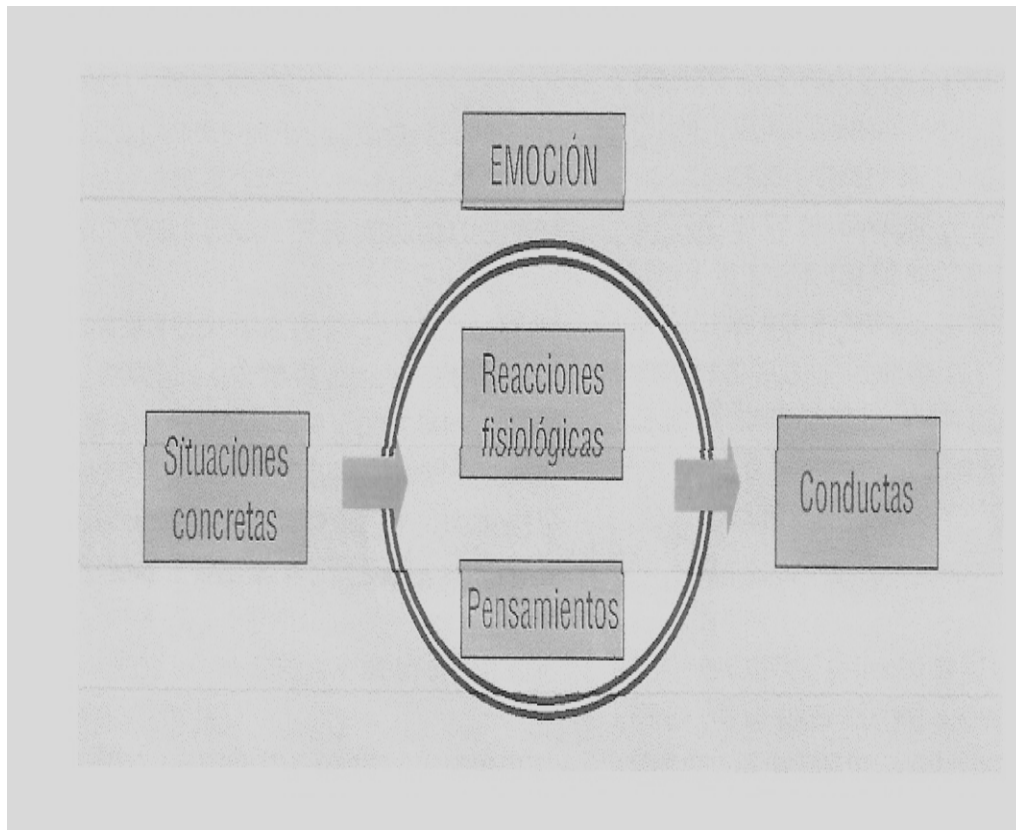 EMOCIÓN
Reacciones
fisiológicas
Situaciones
concretas
Conductas
Pensamientos